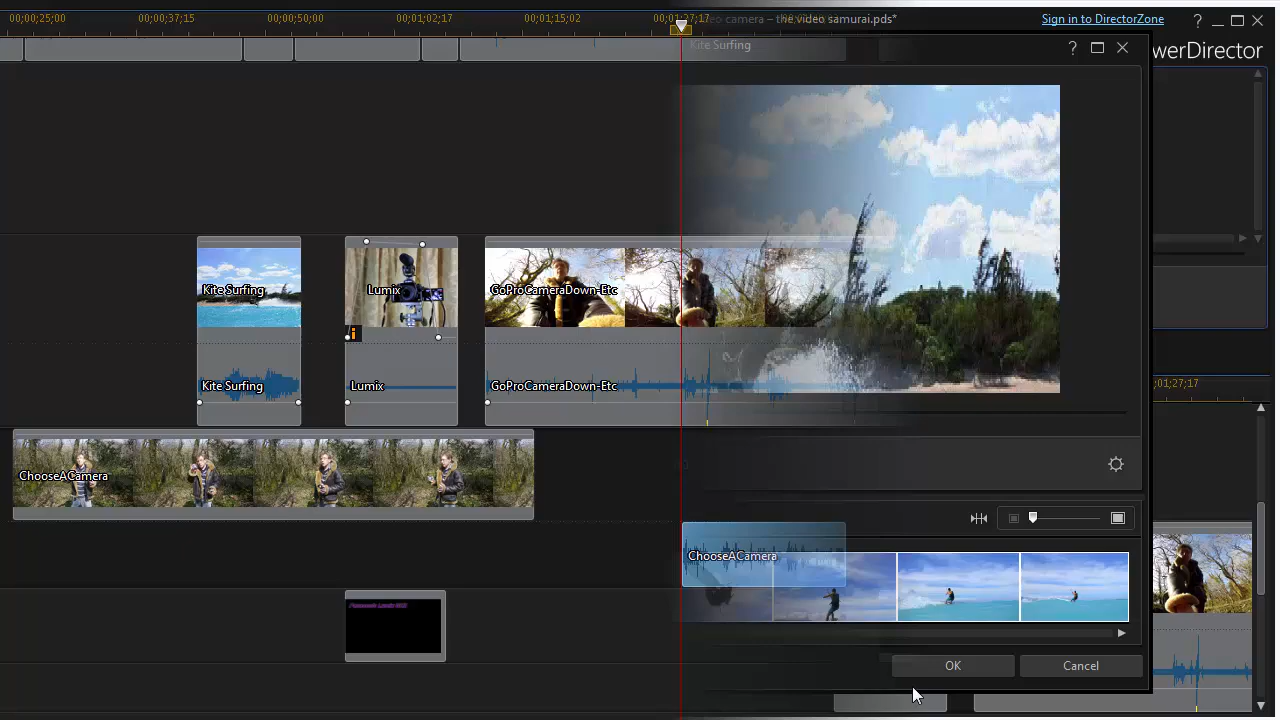 00;00;25;00 00;00;37;15 00;00;50;00 00;01;02;17 00;01;15;02 00;01;27;17
eo camera – the video samurai.pds*
Sign in to DirectorZone
?
Kite Surfing
?
werDirector
Kite Surfing
Lumix
GoProCameraDown-Etc
i
Kite Surfing
Lumix
GoProCameraDown-Etc
;01;27;17
ChooseACamera
ChooseACamera
OK
Cancel